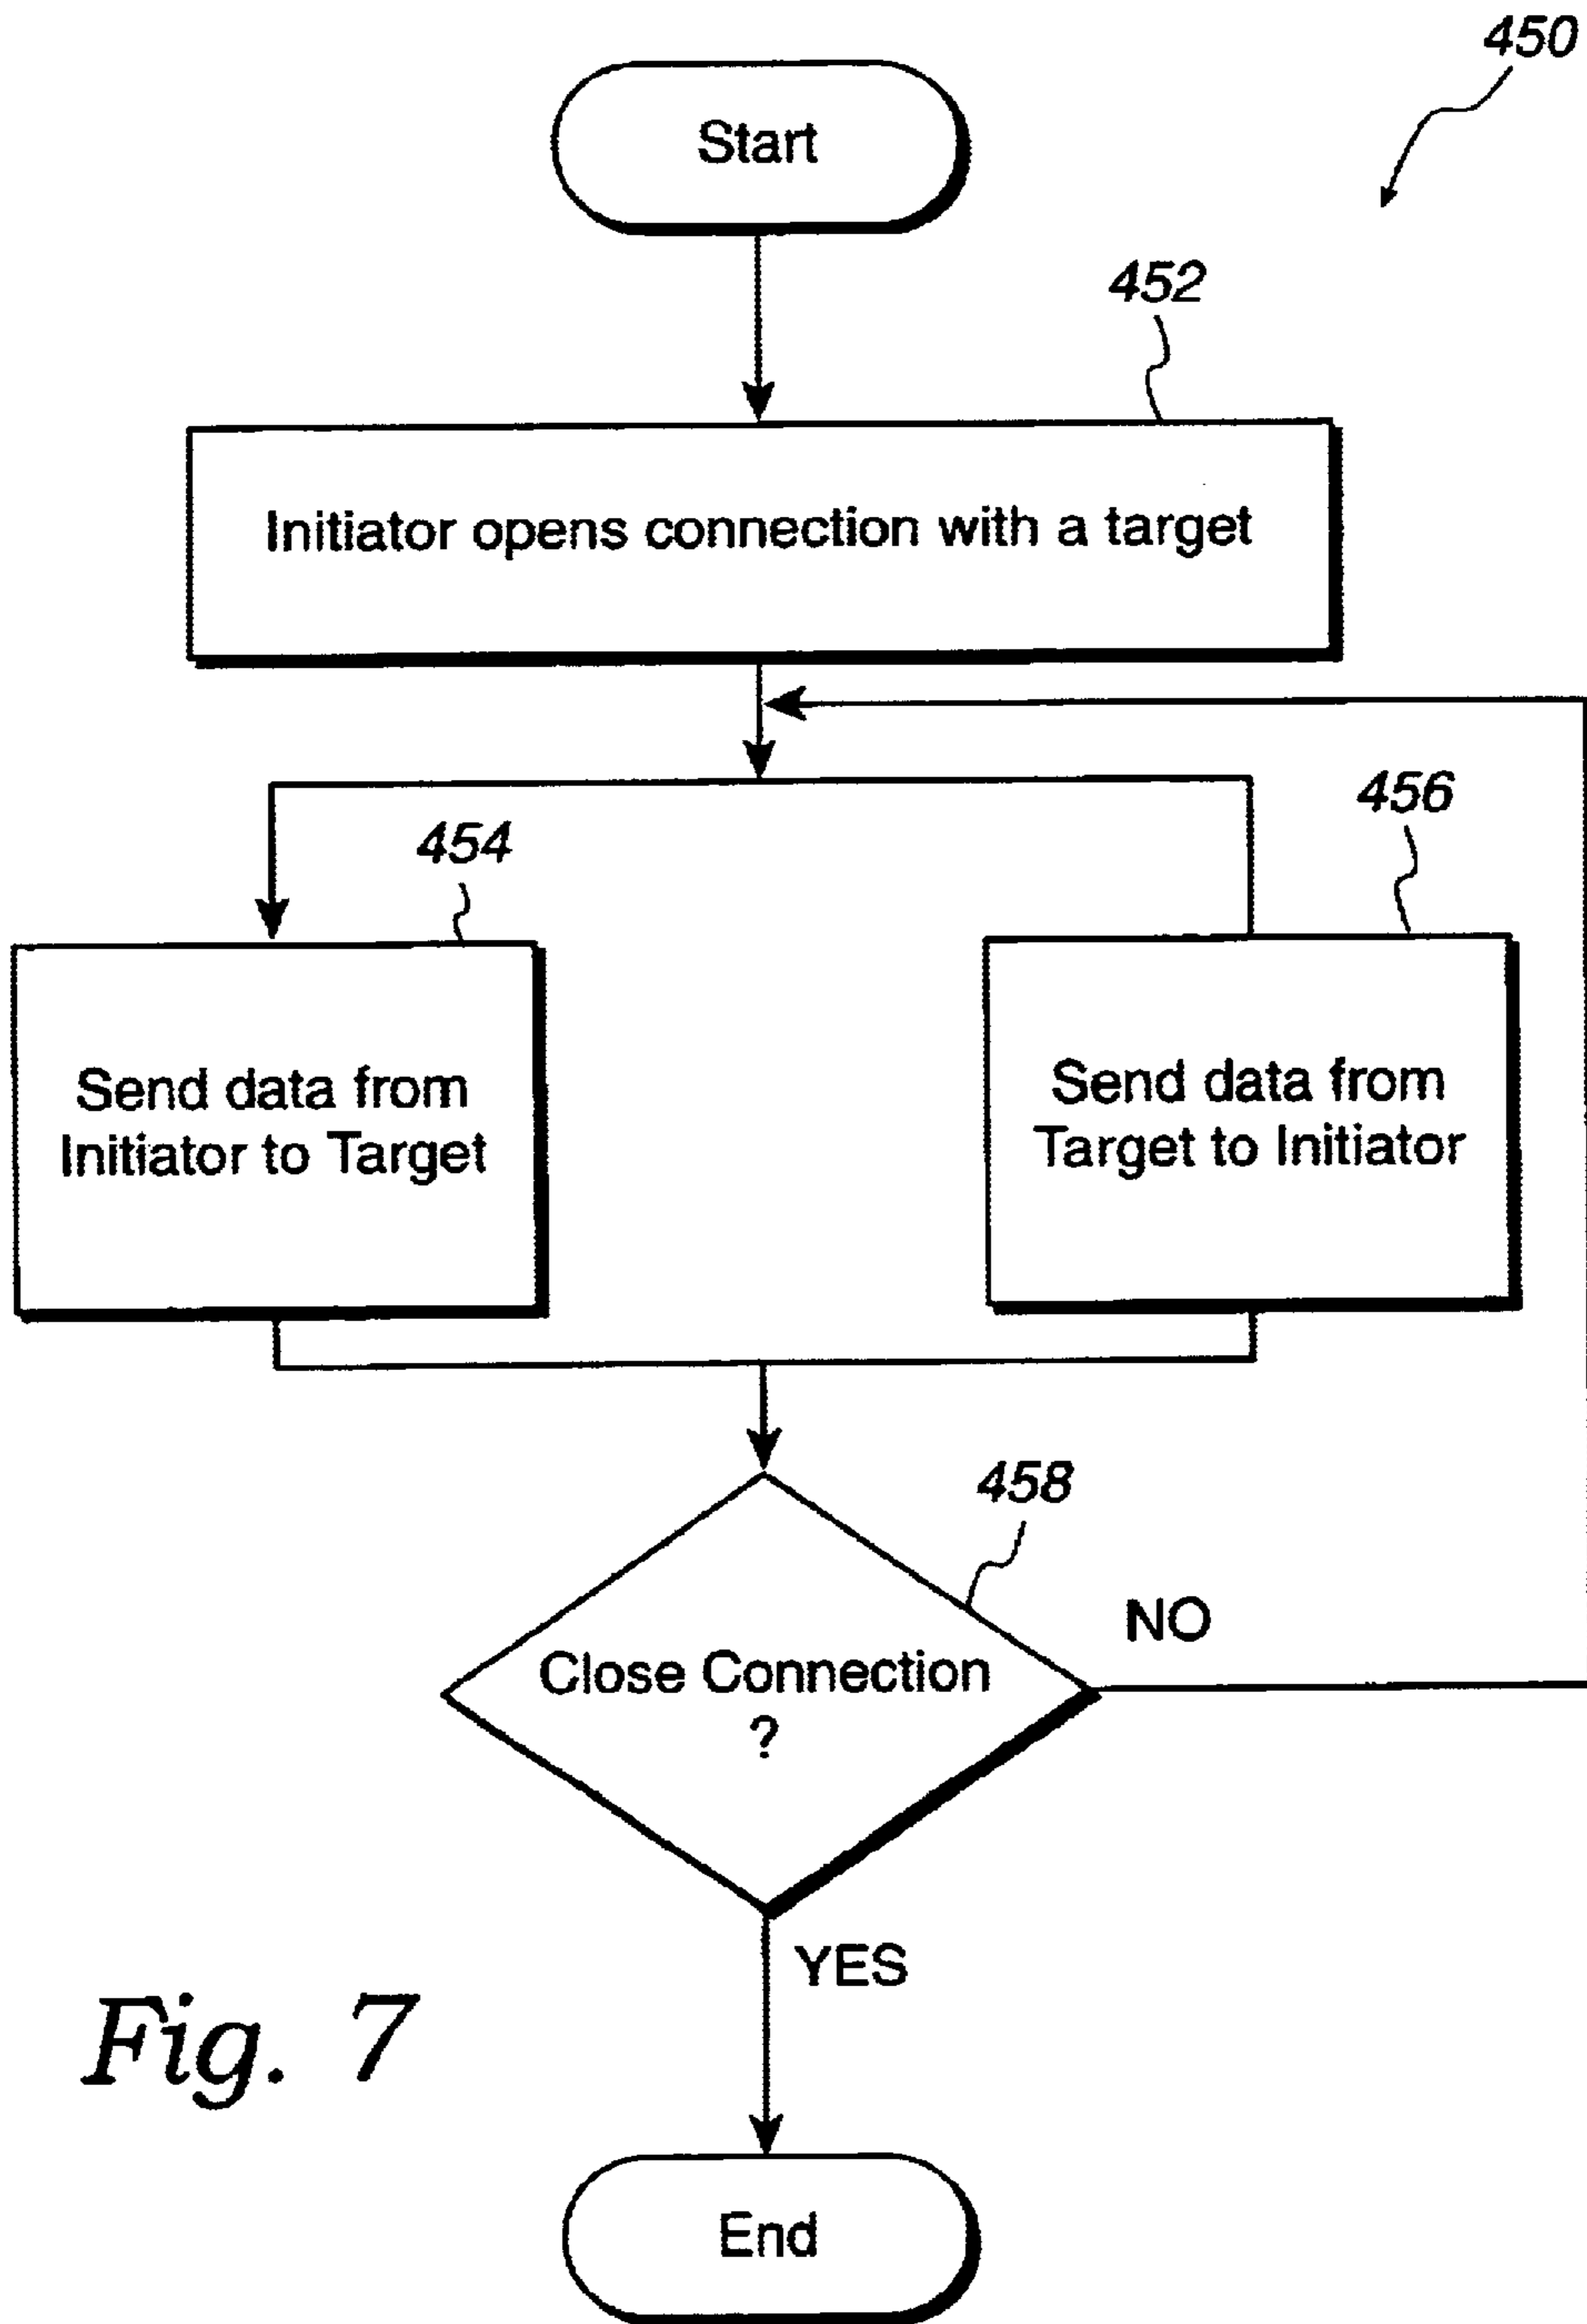 450
Start
452
Initiator opens connection with a target
454
456
Send data from
Initiator to Target
Send data from
Target to Initiator
458
Close Connection
?
NO
YES
Fig. 7
End